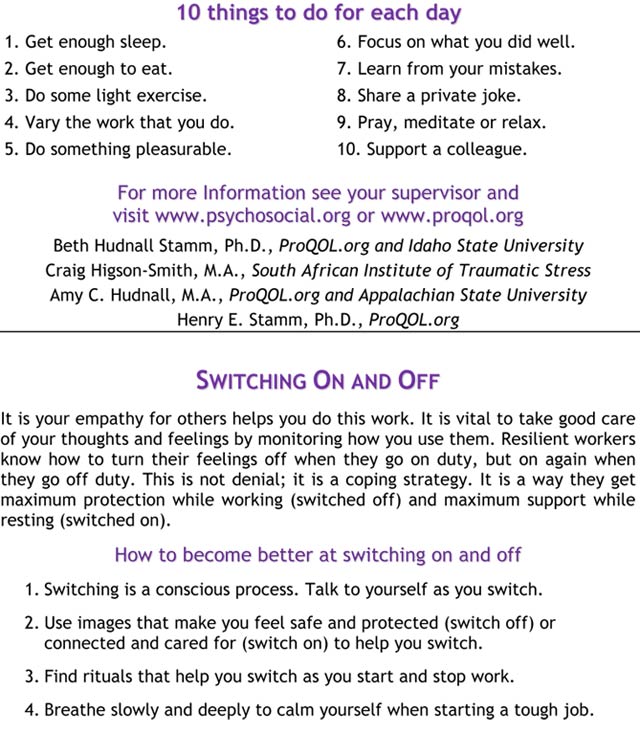 10 things to do for each day
1. Get enough sleep.
2. Get enough to eat.
3. Do some light exercise.
4. Vary the work that you do.
5. Do something pleasurable.
6. Focus on what you did well.
7. Learn from your mistakes.
8. Share a private joke.
9. Pray, meditate or relax.
10. Support a colleague.
For more Information see your supervisor and
visit www.psychosocial.org or www.proqol.org
Beth Hudnall Stamm, Ph.D., ProQOL.org and Idaho State University
Craig Higson-Smith, M.A., South African Institute of Traumatic Stress
Amy C. Hudnall, M.A., ProQOL.org and Appalachian State University
Henry E. Stamm, Ph.D., ProQOL.org
SWITCHING ON AND OFF
It is your empathy for others helps you do this work. It is vital to take good care
of your thoughts and feelings by monitoring how you use them. Resilient workers
know how to turn their feelings off when they go on duty, but on again when
they go off duty. This is not denial; it is a coping strategy. It is a way they get
maximum protection while working (switched off) and maximum support while
resting (switched on).
How to become better at switching on and off
1. Switching is a conscious process. Talk to yourself as you switch.
2. Use images that make you feel safe and protected (switch off) or
connected and cared for (switch on) to help you switch.
3. Find rituals that help you switch as you start and stop work.
4. Breathe slowly and deeply to calm yourself when starting a tough job.